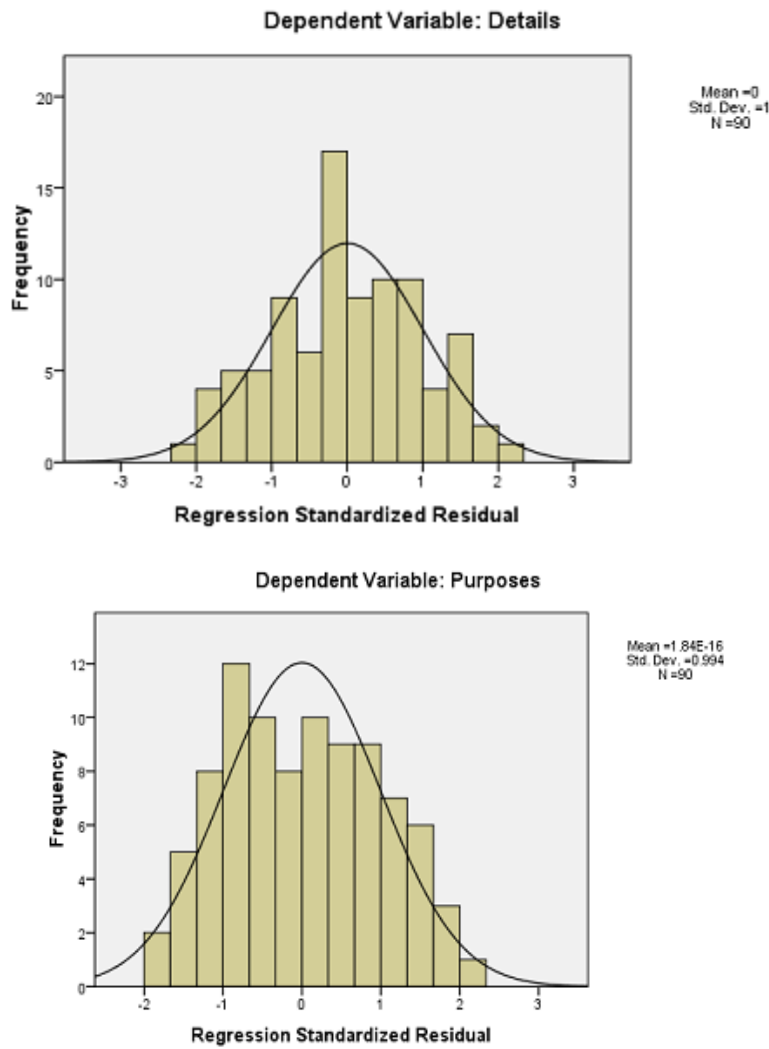 Dependent Variable: Details
Mean =0
Std. Dev. =1
N =90
Frequency
20
15
10
5
0
-3 -2 -1 0 1 2 3
Regression Standardized Residual
Dependent Variable: Purposes
Mean =1.84E-16
Std. Dev. =0.994
N =90
Frequency
12
10
8
6
4
2
0
-2 -1 0 1 2 3
Regression Standardized Residual